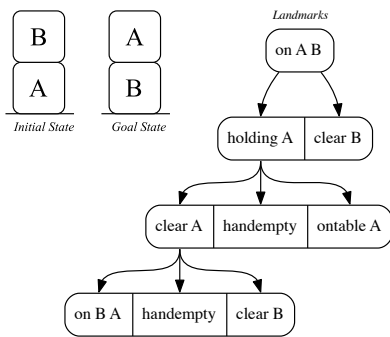 Landmarks
B
A
on A B
A
B
Initial State
Goal State
holding A
clear B
clear A
handempty
ontable A
on B A
handempty
clear B